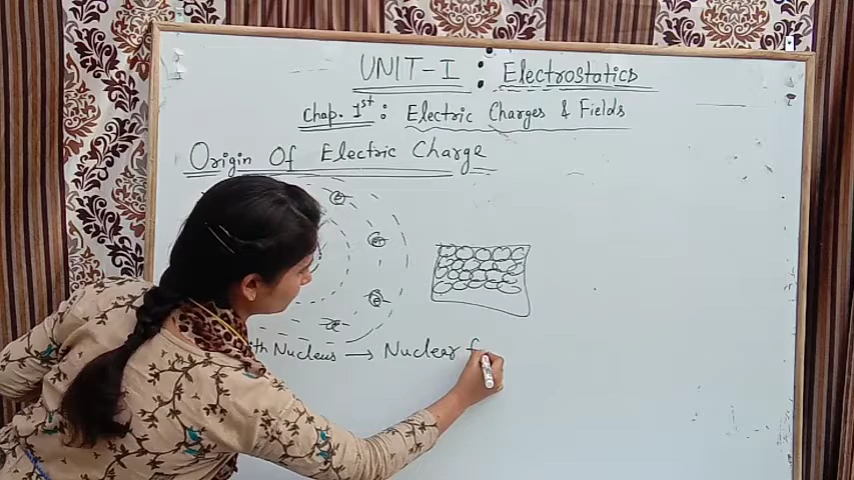 UNIT-I : Electrostatics
Chap. 1st : Electric Charges & Fields
Origin Of Electric Charge
Nucleus → Nuclear f